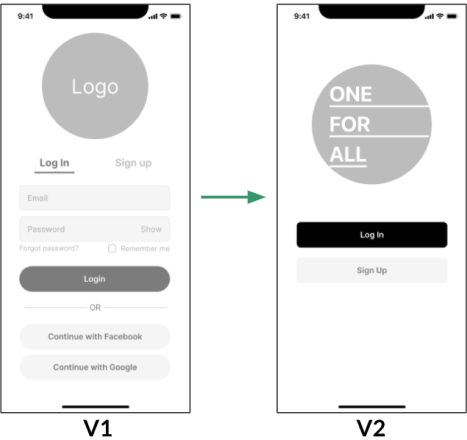 9:41
Logo
Log In Sign up
Email
Password Show
Forgot password? Remember me
Login
OR
Continue with Facebook
Continue with Google
V1
9:41
ONE
FOR
ALL
Log In
Sign Up
V2